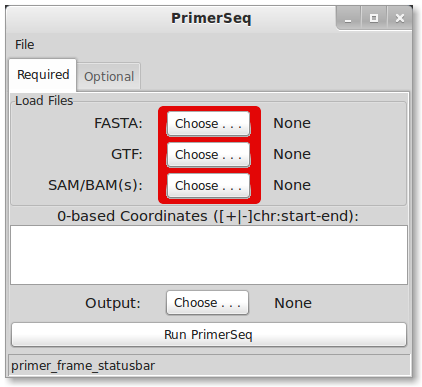 PrimerSeq
File
Required Optional
Load Files
FASTA: Choose . . . None
GTF: Choose . . . None
SAM/BAM(s): Choose . . . None
0-based Coordinates ([+|-]chr:start-end):
Output: Choose . . . None
Run PrimerSeq
primer_frame_statusbar